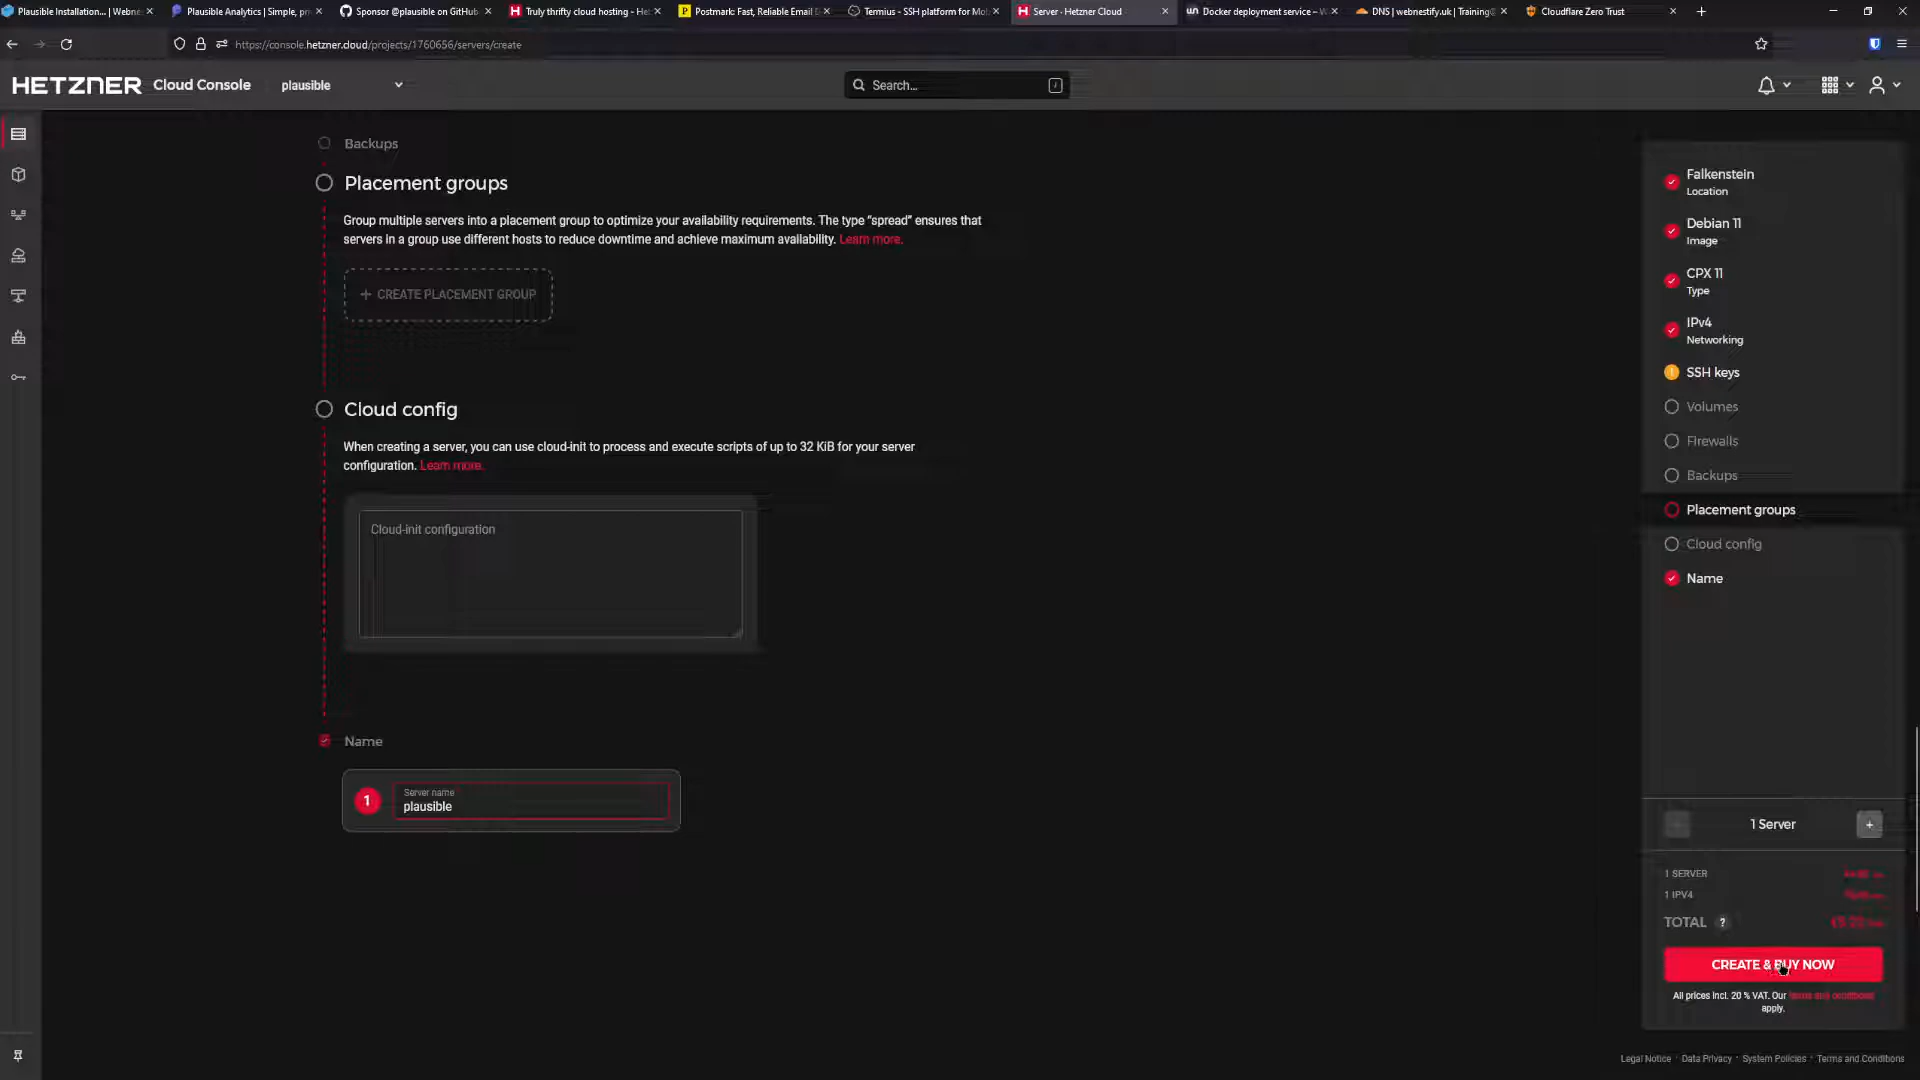 Plausible Installation... | Webne
Plausible Analytics | Simple, pri
Sponsor @plausible on GitHub
Truly thrifty cloud hosting - He
Postmark: Fast, Reliable Email
Termius - SSH platform for Mo
Server · Hetzner Cloud
Docker deployment service – W
DNS | webnestify.uk | Training@
Cloudflare Zero Trust
https://console.hetzner.cloud/projects/1760656/servers/create
HETZNER Cloud Console
plausible
Search...
/
Backups
Placement groups
Group multiple servers into a placement group to optimize your availability requirements. The type “spread” ensures that
servers in a group use different hosts to reduce downtime and achieve maximum availability. Learn more.
+ CREATE PLACEMENT GROUP
Cloud config
When creating a server, you can use cloud-init to process and execute scripts of up to 32 KiB for your server
configuration. Learn more.
Cloud-init configuration
Name
1
Server name
plausible
Falkenstein
Location
Debian 11
Image
CPX 11
Type
IPv4
Networking
SSH keys
Volumes
Firewalls
Backups
Placement groups
Cloud config
Name
1 Server
+
1 SERVER
1 IPV4
TOTAL ?
CREATE & BUY NOW
All prices incl. 20 % VAT. Our terms and conditions
apply.
Legal Notice · Data Privacy · System Policies · Terms and Conditions